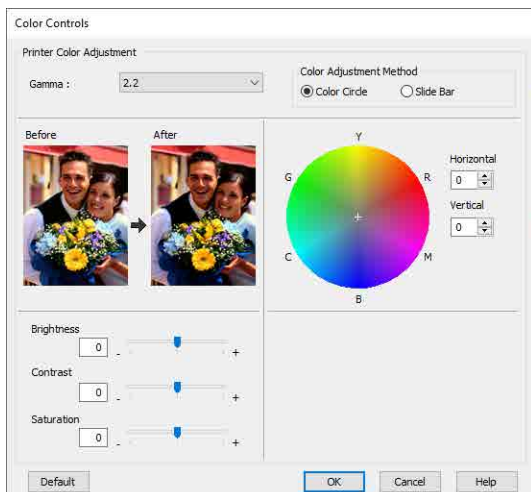 Color Controls
Printer Color Adjustment
Gamma :
2.2
Color Adjustment Method
Color Circle
Slide Bar
Before
After
Y
G
R
C
M
B
Horizontal
0
Vertical
0
Brightness
0
-
+
Contrast
0
-
+
Saturation
0
-
+
Default
OK
Cancel
Help